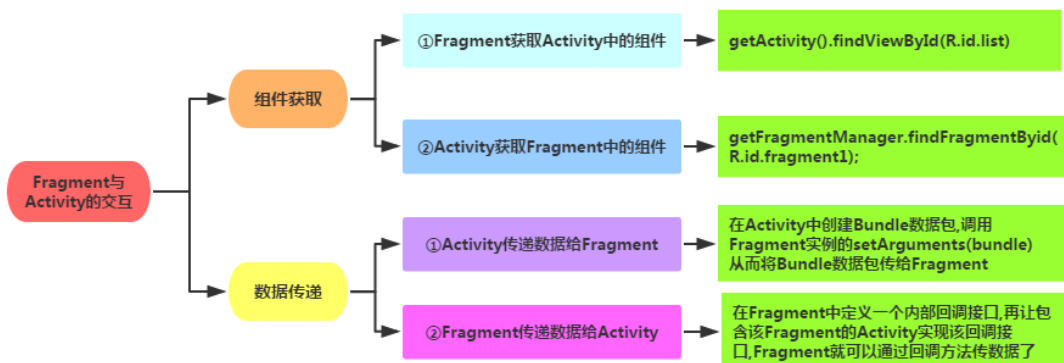 Fragment与
Activity的交互
组件获取
①Fragment获取Activity中的组件
getActivity().findViewById(R.id.list)
②Activity获取Fragment中的组件
getFragmentManager.findFragmentByid(
R.id.fragment1);
数据传递
①Activity传递数据给Fragment
在Activity中创建Bundle数据包,调用
Fragment实例的setArguments(bundle)
从而将Bundle数据包传给Fragment
②Fragment传递数据给Activity
在Fragment中定义一个内部回调接口,再让包
含该Fragment的Activity实现该回调接
口,Fragment就可以通过回调方法传数据了